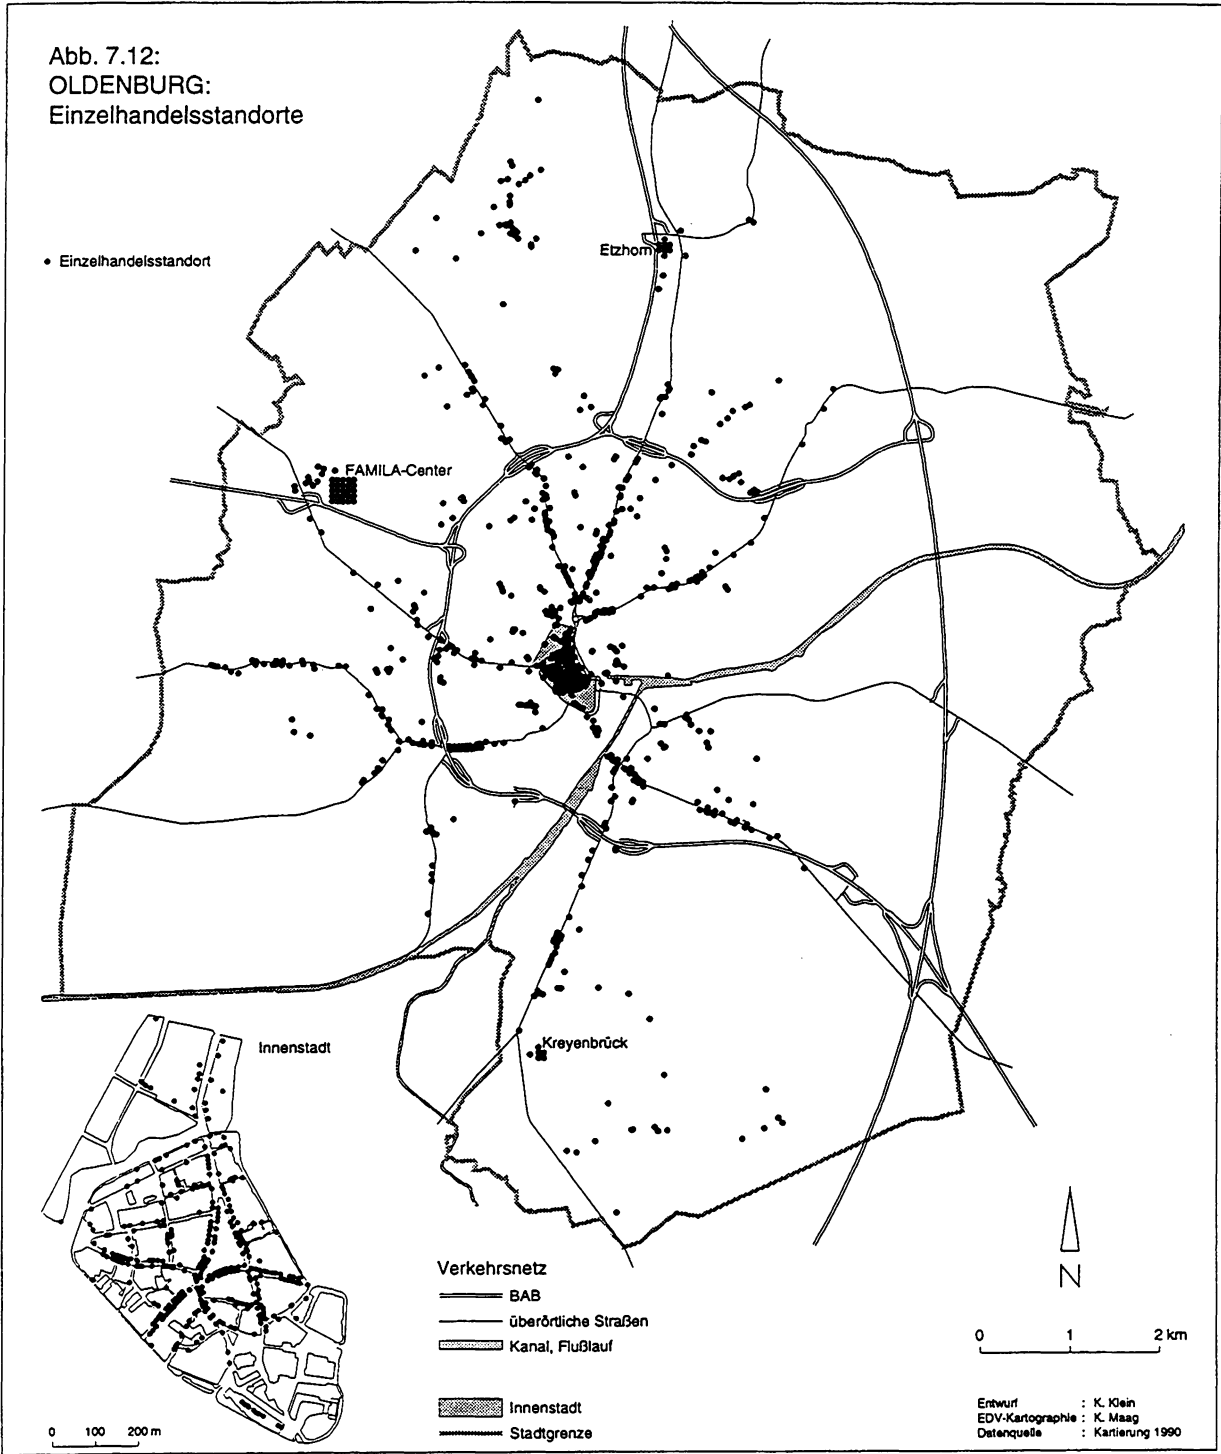 Abb. 7.12:
OLDENBURG:
Einzelhandelsstandorte
Einzelhandelsstandort
Etzhorn
FAMILA-Center
Kreyenbrück
Innenstadt
0 100 200 m
Verkehrsnetz
BAB
überörtliche Straßen
Kanal, Flußlauf
Innenstadt
Stadtgrenze
N
0 1 2 km
Entwurf : K. Klein
EDV-Kartographie : K. Maag
Datenquelle : Kartierung 1990